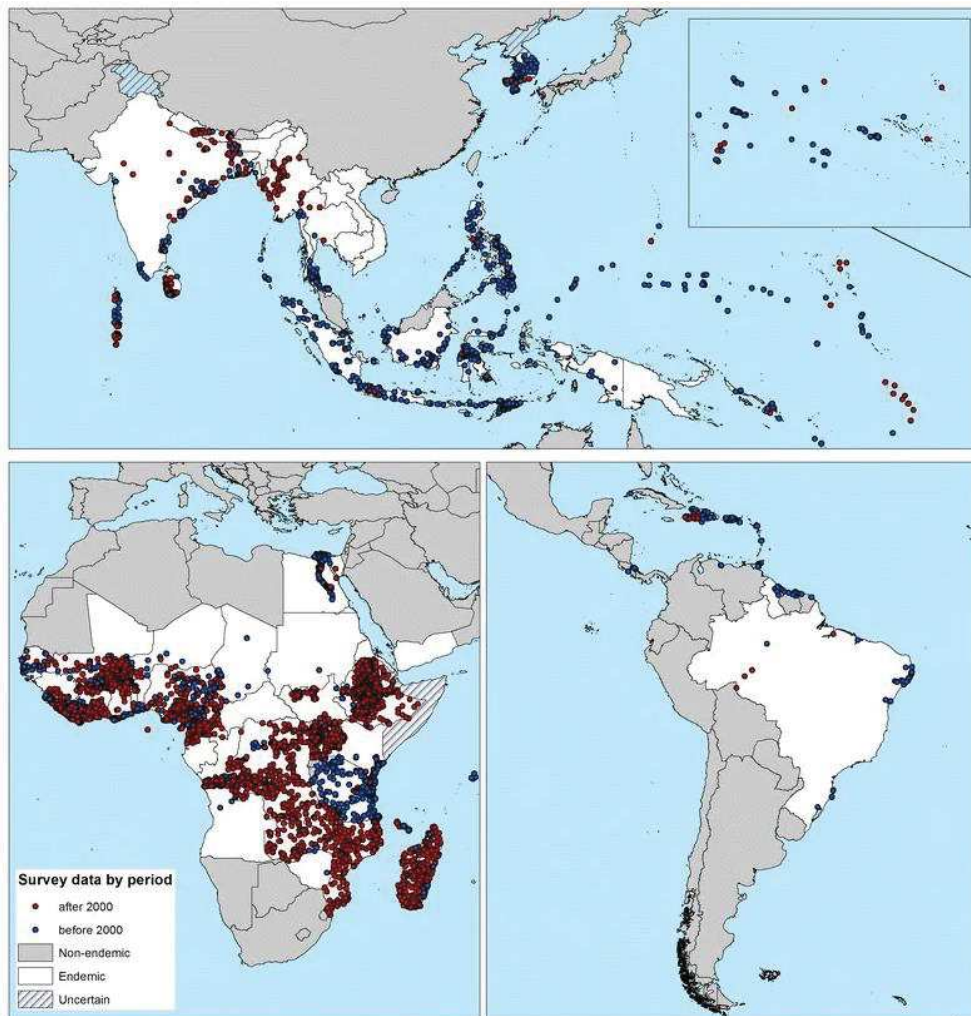 Survey data by period
after 2000
before 2000
Non-endemic
Endemic
Uncertain